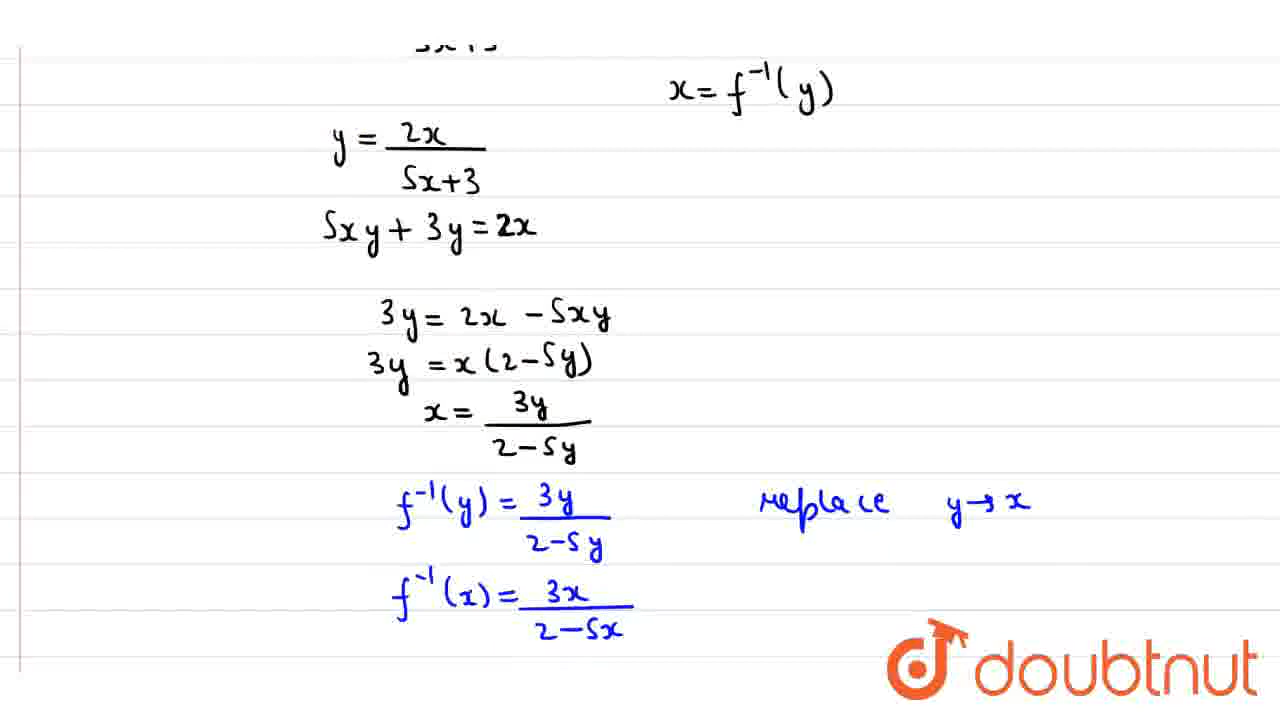 x = f⁻¹(y)
y = 2x / 5x+3
5xy + 3y = 2x
3y = 2x - 5xy
3y = x(2-5y)
x = 3y / 2-5y
f⁻¹(y) = 3y / 2-5y replace y→x
f⁻¹(x) = 3x / 2-5x
doubtnut